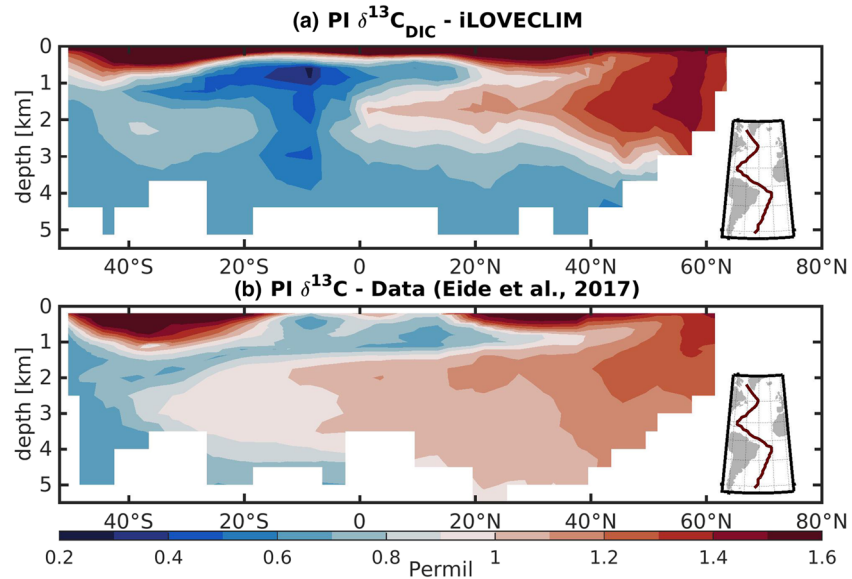 (a) PI δ¹³C_DIC - iLOVECLIM
0
1
2
3
4
5
depth [km]
40°S 20°S 0 20°N 40°N 60°N 80°N
(b) PI δ¹³C - Data (Eide et al., 2017)
0
1
2
3
4
5
depth [km]
40°S 20°S 0 20°N 40°N 60°N 80°N
0.2 0.4 0.6 0.8 1 1.2 1.4 1.6
Permil